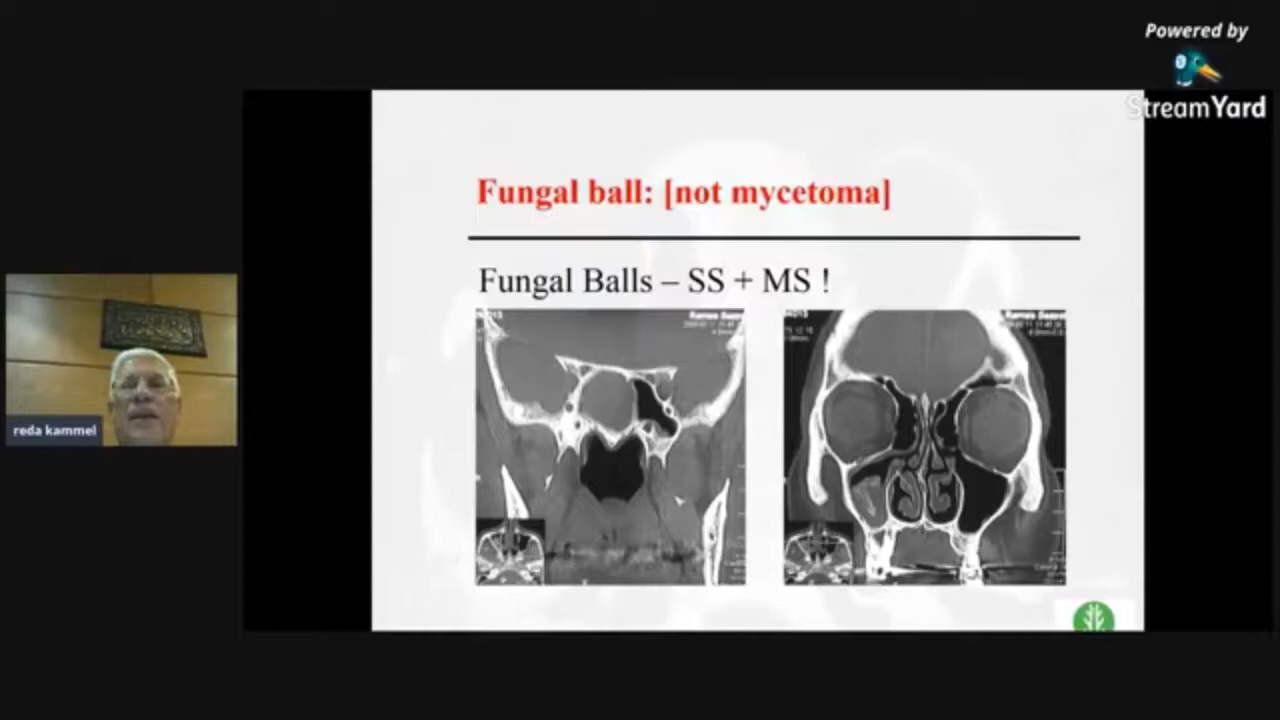 Powered by
StreamYard
Fungal ball: [not mycetoma]
Fungal Balls – SS + MS !
reda kammel